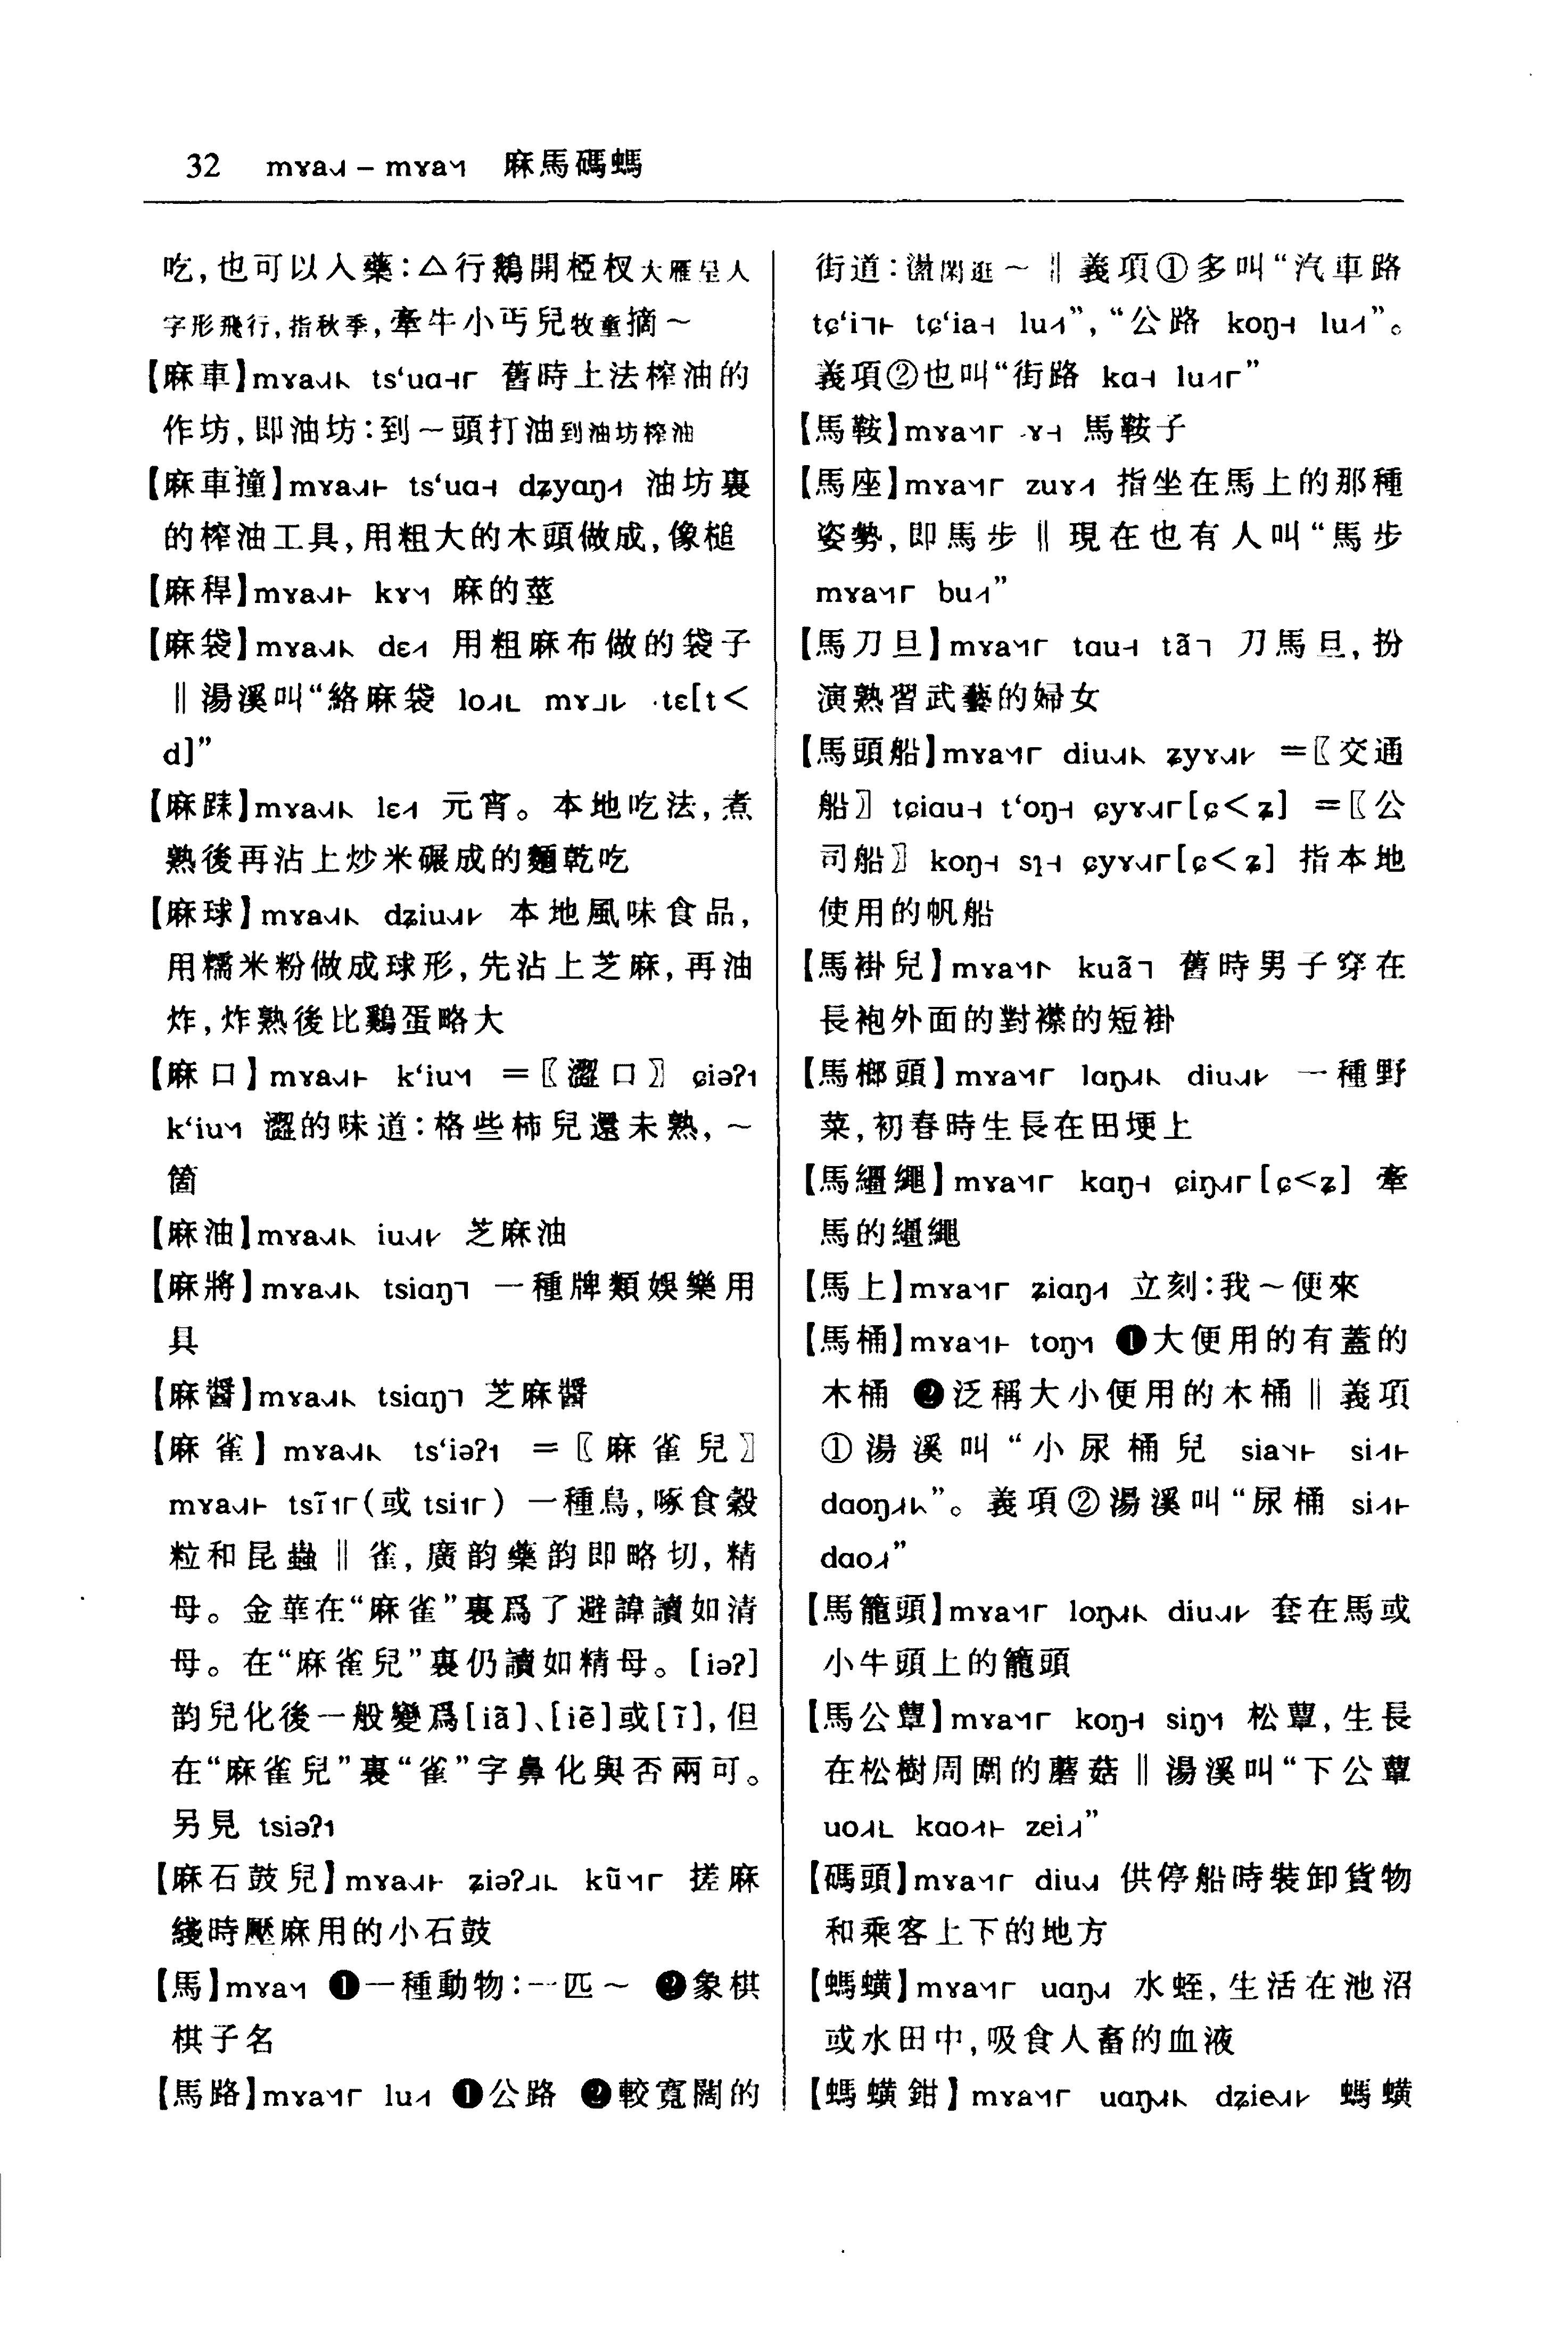 32 mɤa – mɤa 麻馬碼螞
吃,也可以入藥:△行鵝開椏杈大雁呈人
字形飛行,指秋季,牽牛小丐兒牧童摘～
【麻車】mɤa tsʻuɑ 舊時土法榨油的
作坊,即油坊:到～頭打油到油坊榨油
【麻車撞】mɤa tsʻuɑ dʑyɑŋ 油坊裏
的榨油工具,用粗大的木頭做成,像槌
【麻稈】mɤa kɤ 麻的莖
【麻袋】mɤa dɛ 用粗麻布做的袋子
‖湯溪叫“絡麻袋 lo mɤ ·tɛ[t<
d]”
【麻𨂐】mɤa lɛ 元宵。本地吃法,煮
熟後再沾上炒米碾成的麵乾吃
【麻球】mɤa dʑiu 本地風味食品,
用糯米粉做成球形,先沾上芝麻,再油
炸,炸熟後比鷄蛋略大
【麻口】mɤa kʻiu =〖澀口〗ɕiəʔ
kʻiu 澀的味道:格些柿兒還未熟,～
箇
【麻油】mɤa iu 芝麻油
【麻將】mɤa tsiɑŋ 一種牌類娛樂用
具
【麻醬】mɤa tsiɑŋ 芝麻醬
【麻雀】mɤa tsʻiəʔ =〖麻雀兒〗
mɤa tsĩ(或tsi) 一種鳥,啄食穀
粒和昆蟲‖雀,廣韵藥韵即略切,精
母。金華在“麻雀”裏爲了避諱讀如清
母。在“麻雀兒”裏仍讀如精母。[iəʔ]
韵兒化後一般變爲[iã]、[iẽ]或[ĩ],但
在“麻雀兒”裏“雀”字鼻化與否兩可。
另見 tsiəʔ
【麻石鼓兒】mɤa ʑiəʔ kũ 搓麻
綫時壓麻用的小石鼓
【馬】mɤa ❶一種動物:一匹～ ❷象棋
棋子名
【馬路】mɤa lu ❶公路 ❷較寬闊的
街道:閑逛～‖義項①多叫“汽車路
tɕʻi tɕʻia lu”,“公路 koŋ lu”。
義項②也叫“街路 kɑ lu”
【馬鞍】mɤa ·ɤ 馬鞍子
【馬座】mɤa zuɤ 指坐在馬上的那種
姿勢,即馬步‖現在也有人叫“馬步
mɤa bu”
【馬刀旦】mɤa tɑu tã 刀馬旦,扮
演熟習武藝的婦女
【馬頭船】mɤa diu ʑyɤ =〖交通
船〗tɕiɑu tʻoŋ ɕyɤ[ɕ<ʑ] =〖公
司船〗koŋ sɿ ɕyɤ[ɕ<ʑ] 指本地
使用的帆船
【馬褂兒】mɤa kuã 舊時男子穿在
長袍外面的對襟的短褂
【馬榔頭】mɤa lɑŋ diu 一種野
菜,初春時生長在田埂上
【馬繮繩】mɤa kɑŋ ɕiŋ[ɕ<ʑ] 牽
馬的繮繩
【馬上】mɤa ʑiɑŋ 立刻:我～便來
【馬桶】mɤa toŋ ❶大便用的有蓋的
木桶 ❷泛稱大小便用的木桶‖義項
①湯溪叫“小尿桶兒 sia si
dɑoŋ”。義項②湯溪叫“尿桶 si
dɑo”
【馬籠頭】mɤa loŋ diu 套在馬或
小牛頭上的籠頭
【馬公蕈】mɤa koŋ siŋ 松蕈,生長
在松樹周圍的蘑菇‖湯溪叫“下公蕈
uo kɑo zei”
【碼頭】mɤa diu 供停船時裝卸貨物
和乘客上下的地方
【螞蟥】mɤa uɑŋ 水蛭,生活在池沼
或水田中,吸食人畜的血液
【螞蟥鉗】mɤa uɑŋ dʑie 螞蟥